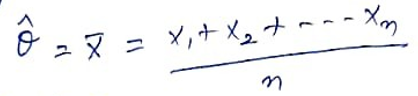 θ̂ = x̄ = x₁ + x₂ + - - - xₙ / n